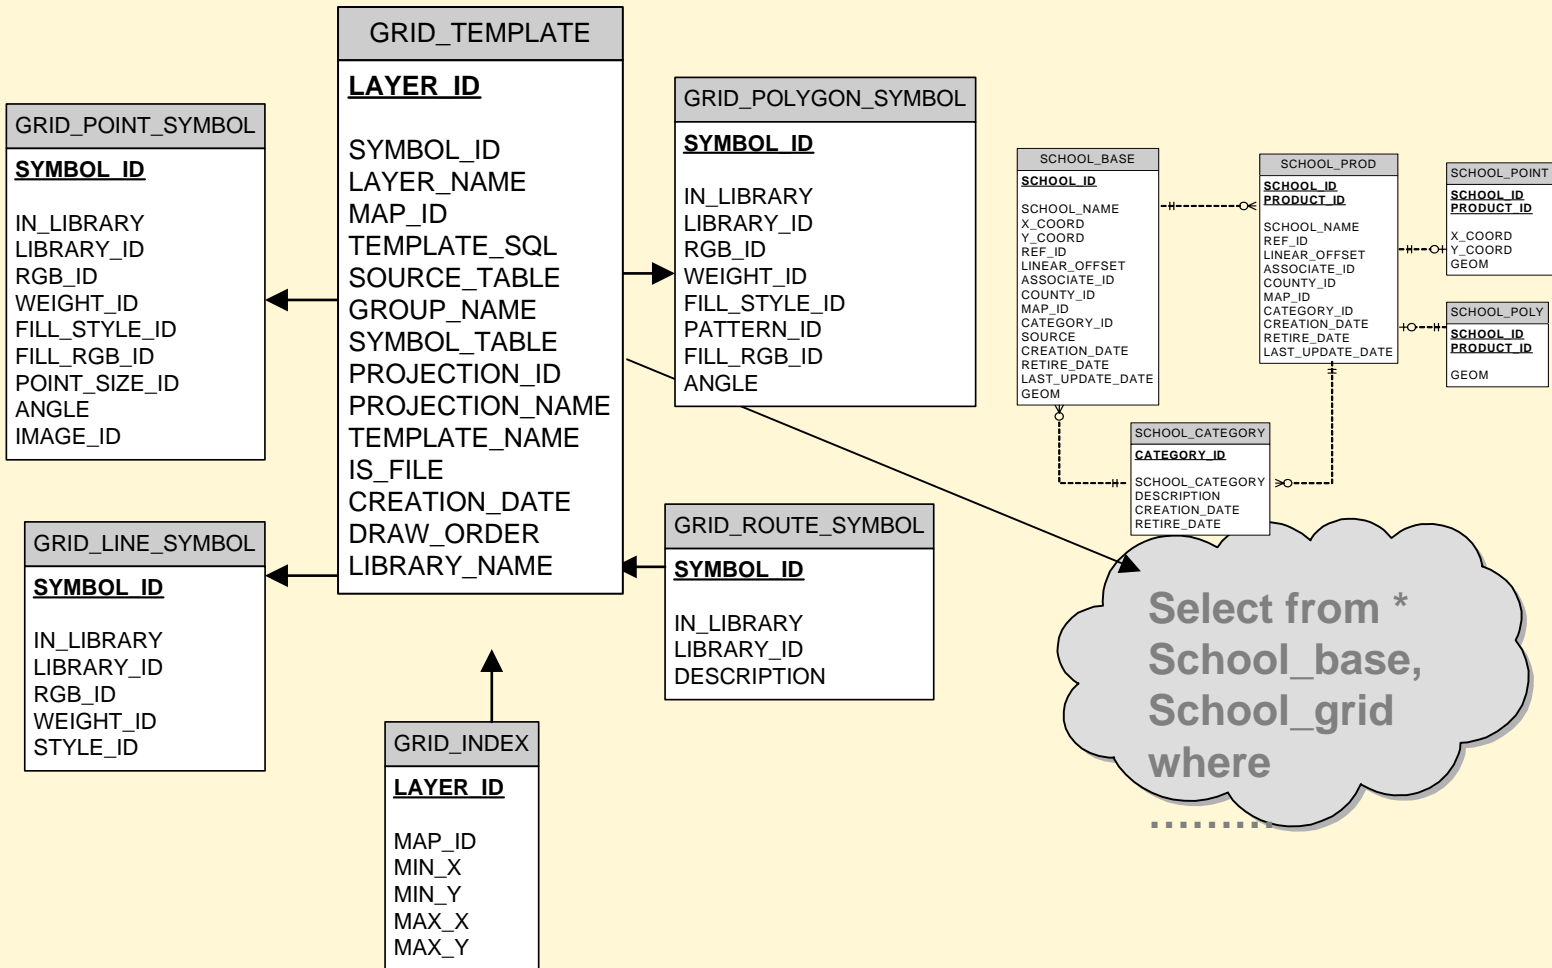 GRID_TEMPLATE
LAYER_ID
SYMBOL_ID
LAYER_NAME
MAP_ID
TEMPLATE_SQL
SOURCE_TABLE
GROUP_NAME
SYMBOL_TABLE
PROJECTION_ID
PROJECTION_NAME
TEMPLATE_NAME
IS_FILE
CREATION_DATE
DRAW_ORDER
LIBRARY_NAME
GRID_POINT_SYMBOL
SYMBOL_ID
IN_LIBRARY
LIBRARY_ID
RGB_ID
WEIGHT_ID
FILL_STYLE_ID
FILL_RGB_ID
POINT_SIZE_ID
ANGLE
IMAGE_ID
GRID_POLYGON_SYMBOL
SYMBOL_ID
IN_LIBRARY
LIBRARY_ID
RGB_ID
WEIGHT_ID
FILL_STYLE_ID
PATTERN_ID
FILL_RGB_ID
ANGLE
SCHOOL_BASE
SCHOOL_ID
SCHOOL_NAME
X_COORD
Y_COORD
REF_ID
LINEAR_OFFSET
ASSOCIATE_ID
COUNTY_ID
MAP_ID
CATEGORY_ID
SOURCE
CREATION_DATE
RETIRE_DATE
LAST_UPDATE_DATE
GEOM
SCHOOL_PROD
SCHOOL_ID
PRODUCT_ID
SCHOOL_NAME
REF_ID
LINEAR_OFFSET
ASSOCIATE_ID
COUNTY_ID
MAP_ID
CATEGORY_ID
CREATION_DATE
RETIRE_DATE
LAST_UPDATE_DATE
SCHOOL_POINT
SCHOOL_ID
PRODUCT_ID
X_COORD
Y_COORD
GEOM
SCHOOL_POLY
SCHOOL_ID
PRODUCT_ID
GEOM
SCHOOL_CATEGORY
CATEGORY_ID
SCHOOL_CATEGORY
DESCRIPTION
CREATION_DATE
RETIRE_DATE
GRID_LINE_SYMBOL
SYMBOL_ID
IN_LIBRARY
LIBRARY_ID
RGB_ID
WEIGHT_ID
STYLE_ID
GRID_ROUTE_SYMBOL
SYMBOL_ID
IN_LIBRARY
LIBRARY_ID
DESCRIPTION
GRID_INDEX
LAYER_ID
MAP_ID
MIN_X
MIN_Y
MAX_X
MAX_Y
Select from *
School_base,
School_grid
where
.........